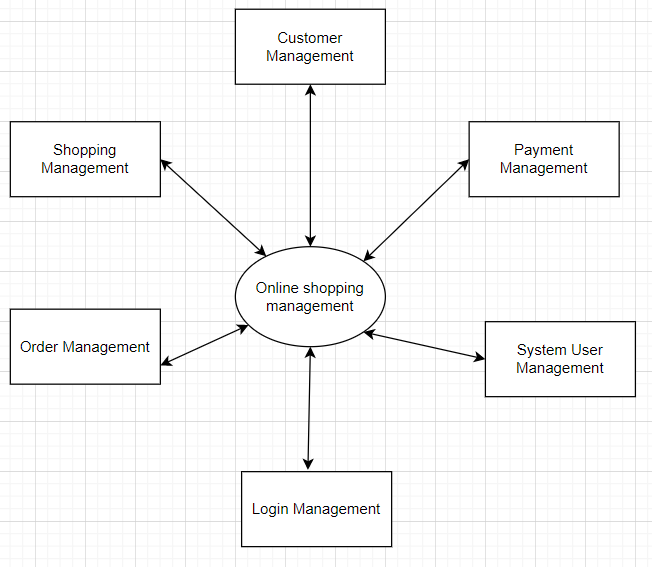 Customer
Management
Shopping
Management
Payment
Management
Online shopping
management
Order Management
System User
Management
Login Management